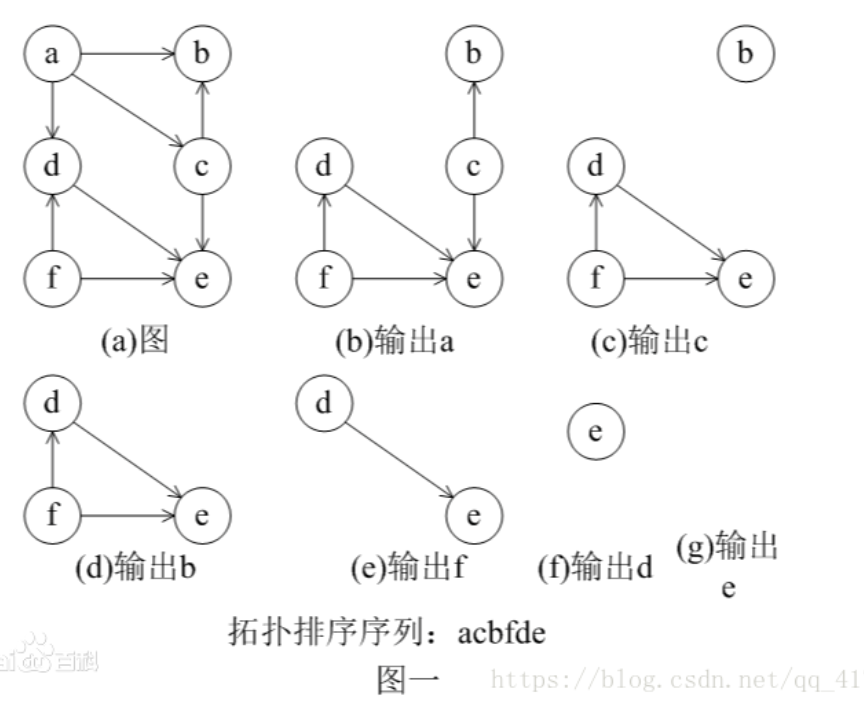 a b b b
d c d c d
f e f e f e
(a)图 (b)输出a (c)输出c
d d e
f e e
(d)输出b (e)输出f (f)输出d (g)输出
e
拓扑排序序列：acbfde
百科
图一 https://blog.csdn.net/qq_41